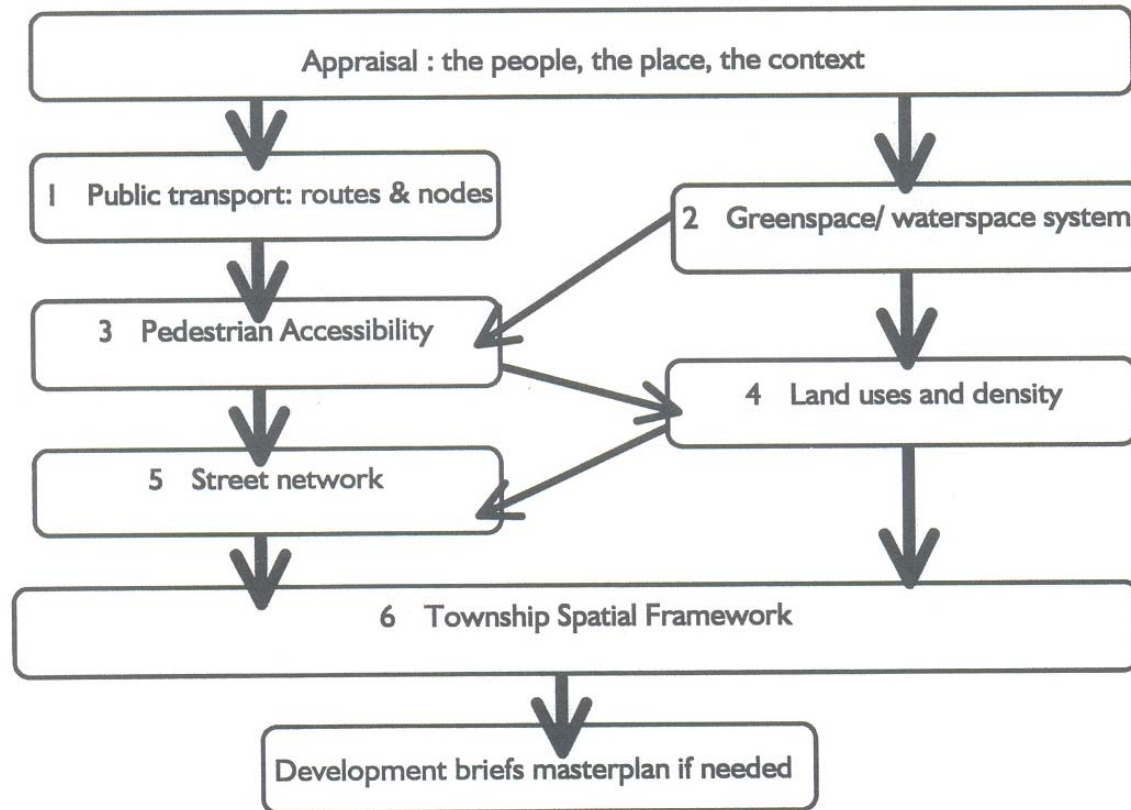 Appraisal : the people, the place, the context
1 Public transport: routes & nodes
2 Greenspace/ waterspace system
3 Pedestrian Accessibility
4 Land uses and density
5 Street network
6 Township Spatial Framework
Development briefs masterplan if needed